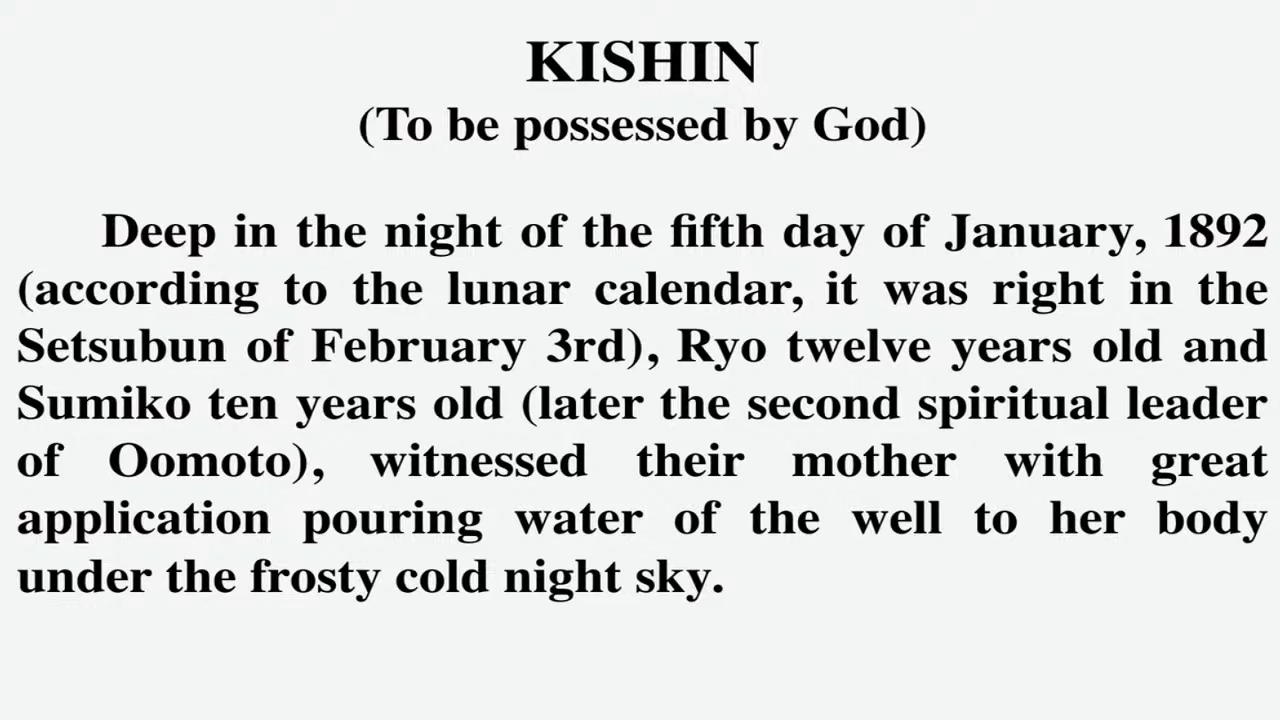 KISHIN
(To be possessed by God)
Deep in the night of the fifth day of January, 1892
(according to the lunar calendar, it was right in the
Setsubun of February 3rd), Ryo twelve years old and
Sumiko ten years old (later the second spiritual leader
of Oomoto), witnessed their mother with great
application pouring water of the well to her body
under the frosty cold night sky.